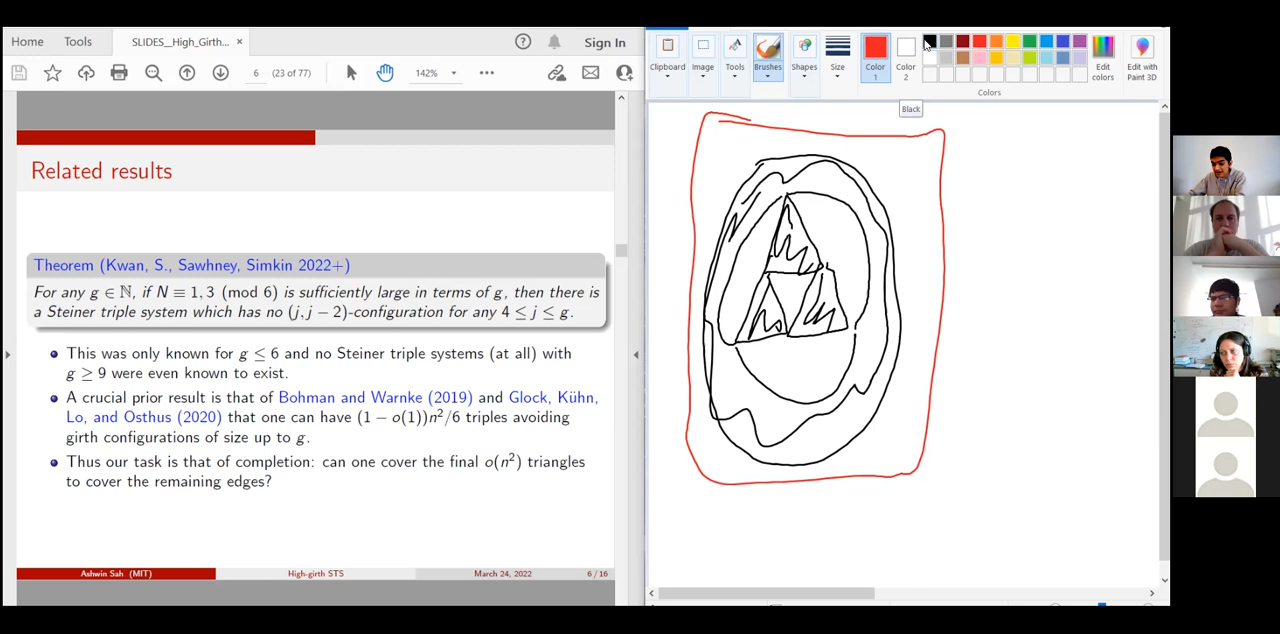 Home Tools SLIDES_High_Girth... × Sign In
6 (23 of 77) 142%
Related results
Theorem (Kwan, S., Sawhney, Simkin 2022+)
For any g ∈ ℕ, if N ≡ 1, 3 (mod 6) is sufficiently large in terms of g, then there is
a Steiner triple system which has no (j, j − 2)-configuration for any 4 ≤ j ≤ g.
This was only known for g ≤ 6 and no Steiner triple systems (at all) with
g ≥ 9 were even known to exist.
A crucial prior result is that of Bohman and Warnke (2019) and Glock, Kühn,
Lo, and Osthus (2020) that one can have (1 − o(1))n²/6 triples avoiding
girth configurations of size up to g.
Thus our task is that of completion: can one cover the final o(n²) triangles
to cover the remaining edges?
Ashwin Sah (MIT) High-girth STS March 24, 2022 6 / 16
Clipboard
Image
Tools
Brushes
Shapes
Size
Color
1
Color
2
Edit
colors
Edit with
Paint 3D
Colors
Black